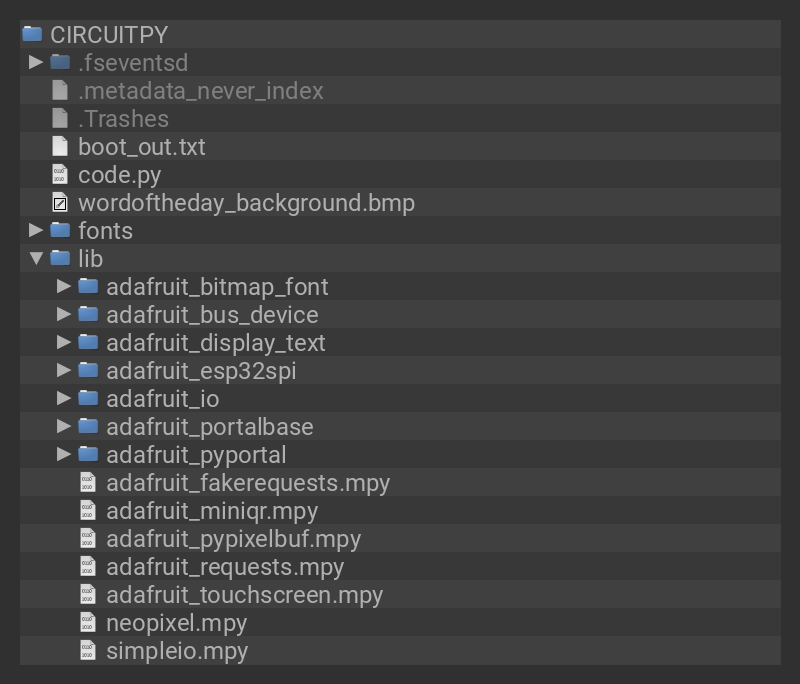 CIRCUITPY
.fseventsd
.metadata_never_index
.Trashes
boot_out.txt
code.py
wordoftheday_background.bmp
fonts
lib
adafruit_bitmap_font
adafruit_bus_device
adafruit_display_text
adafruit_esp32spi
adafruit_io
adafruit_portalbase
adafruit_pyportal
adafruit_fakerequests.mpy
adafruit_miniqr.mpy
adafruit_pypixelbuf.mpy
adafruit_requests.mpy
adafruit_touchscreen.mpy
neopixel.mpy
simpleio.mpy